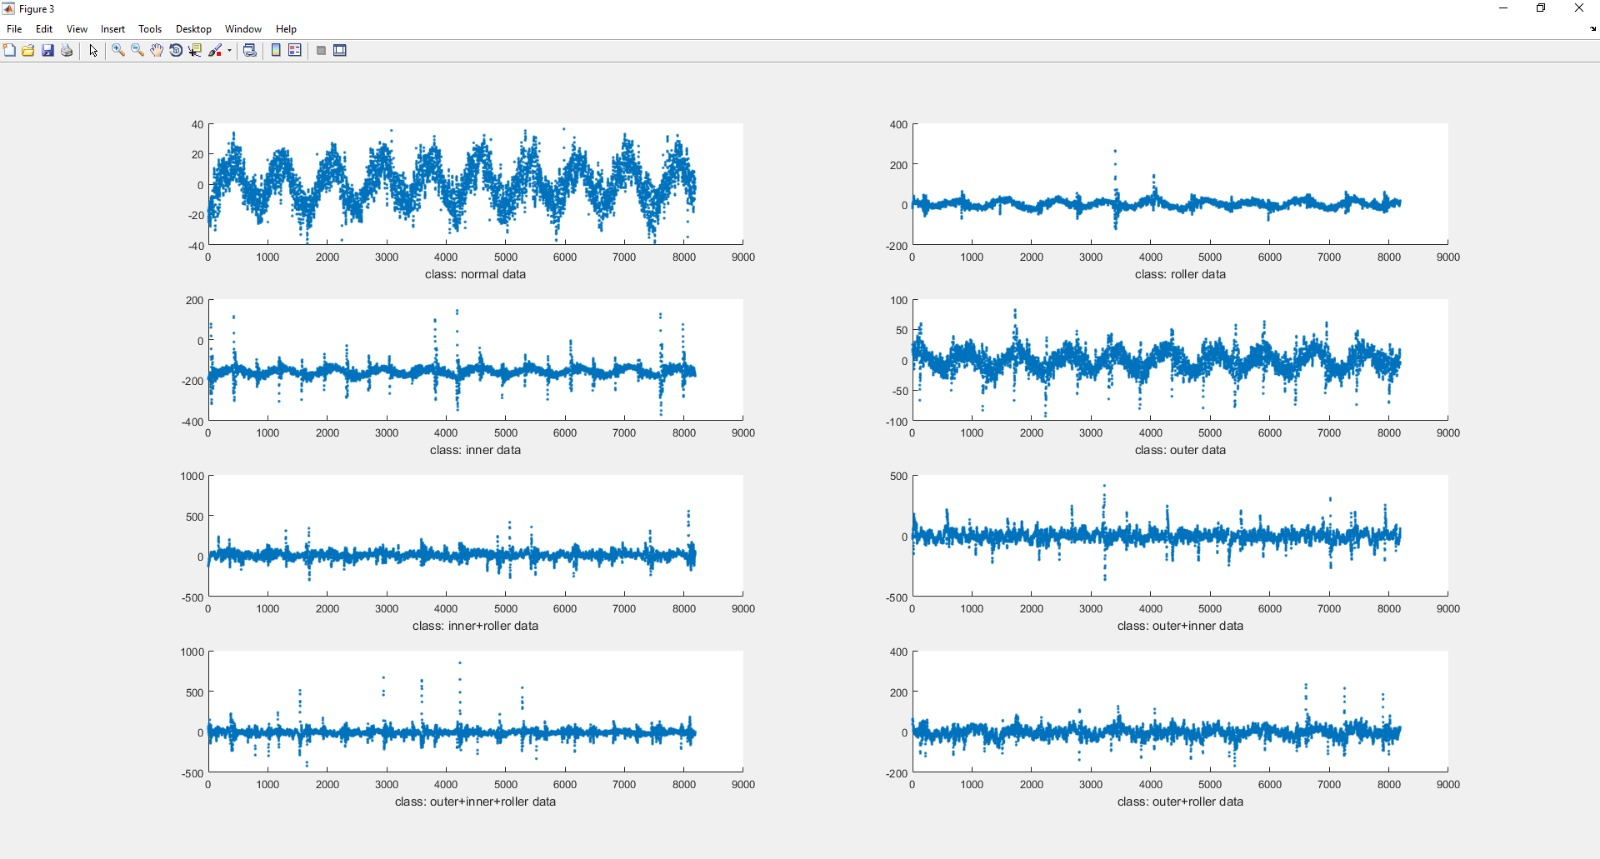 Figure 3
File Edit View Insert Tools Desktop Window Help
40
20
0
-20
-40
0 1000 2000 3000 4000 5000 6000 7000 8000 9000
class: normal data
400
200
0
-200
0 1000 2000 3000 4000 5000 6000 7000 8000 9000
class: roller data
200
0
-200
-400
0 1000 2000 3000 4000 5000 6000 7000 8000 9000
class: inner data
100
50
0
-50
-100
0 1000 2000 3000 4000 5000 6000 7000 8000 9000
class: outer data
1000
500
0
-500
0 1000 2000 3000 4000 5000 6000 7000 8000 9000
class: inner+roller data
500
0
-500
0 1000 2000 3000 4000 5000 6000 7000 8000 9000
class: outer+inner data
1000
500
0
-500
0 1000 2000 3000 4000 5000 6000 7000 8000 9000
class: outer+inner+roller data
400
200
0
-200
0 1000 2000 3000 4000 5000 6000 7000 8000 9000
class: outer+roller data